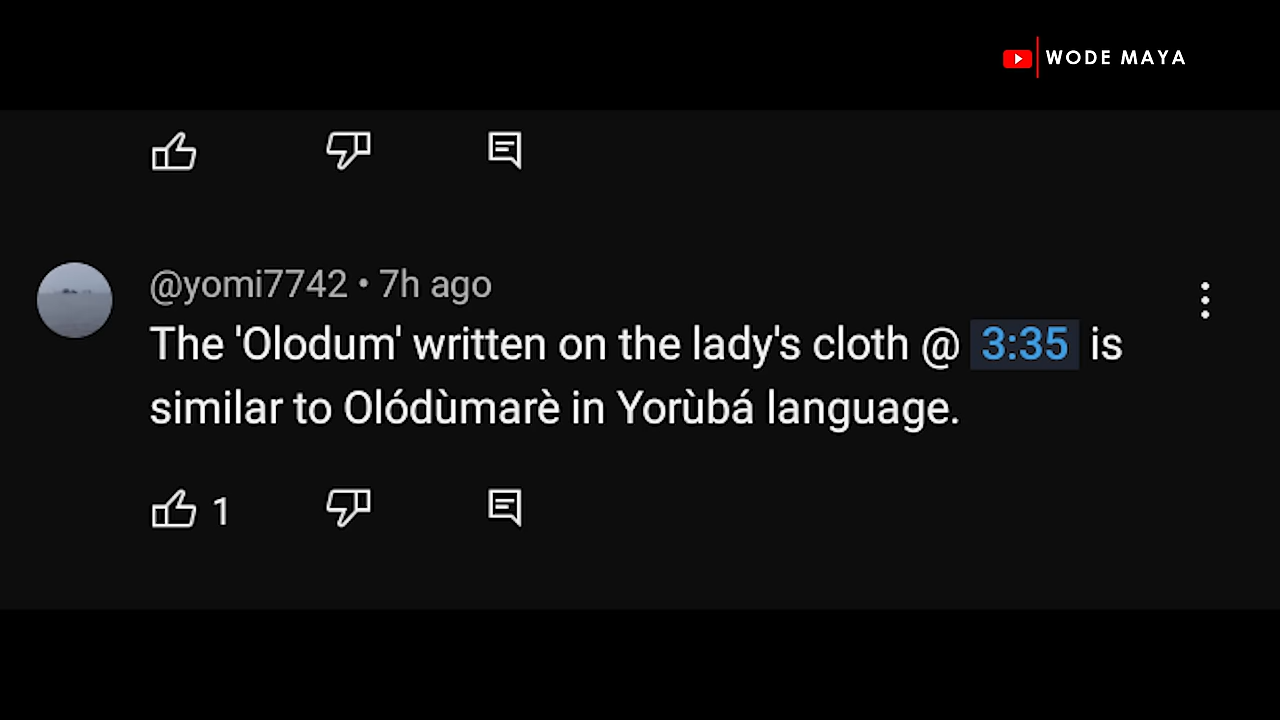 WODE MAYA
@yomi7742 • 7h ago
The 'Olodum' written on the lady's cloth @ 3:35 is
similar to Olódùmarè in Yorùbá language.
1